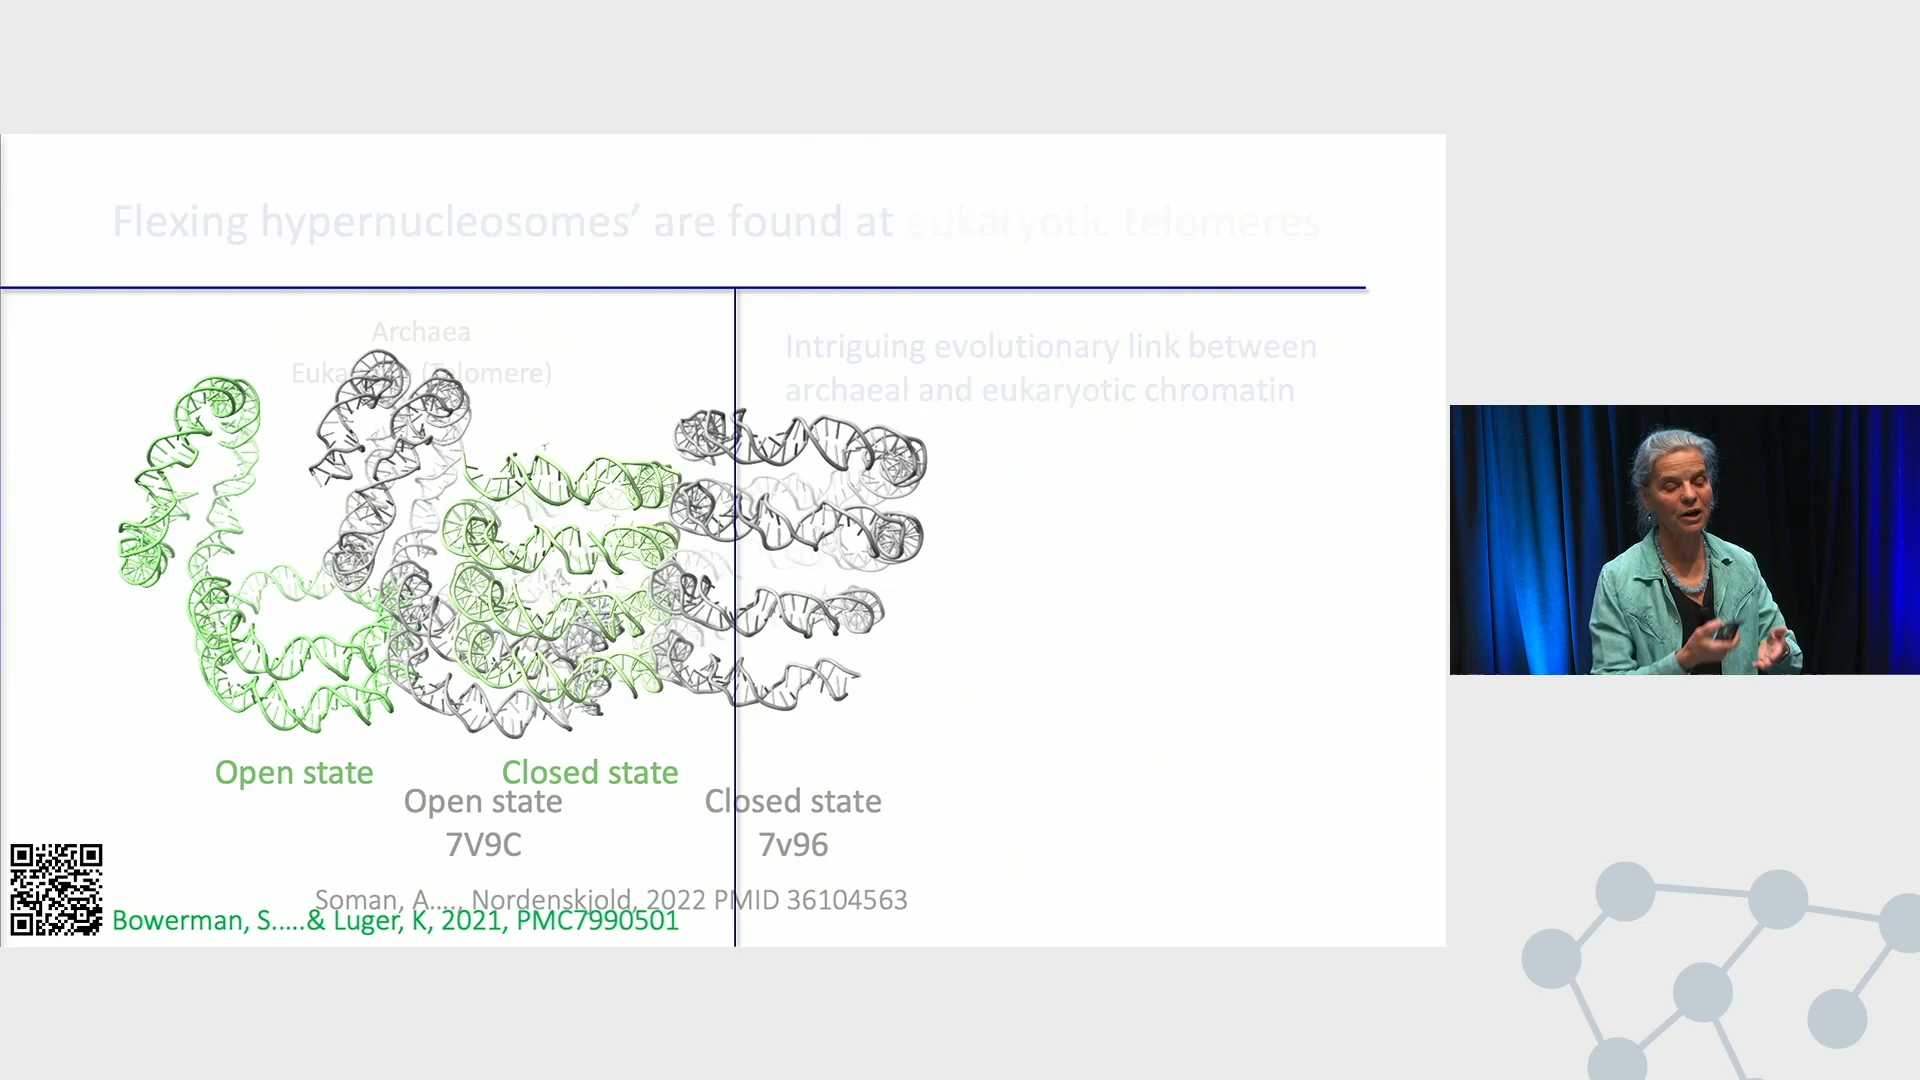 Flexing hypernucleosomes’ are found at eukaryotic telomeres
Archaea
(Telomere)
Intriguing evolutionary link between
archaeal and eukaryotic chromatin
Open state
Closed state
Open state
Closed state
7V9C
7v96
Soman, A...., Nordenskjold, 2022 PMID 36104563
Bowerman, S.....& Luger, K, 2021, PMC7990501